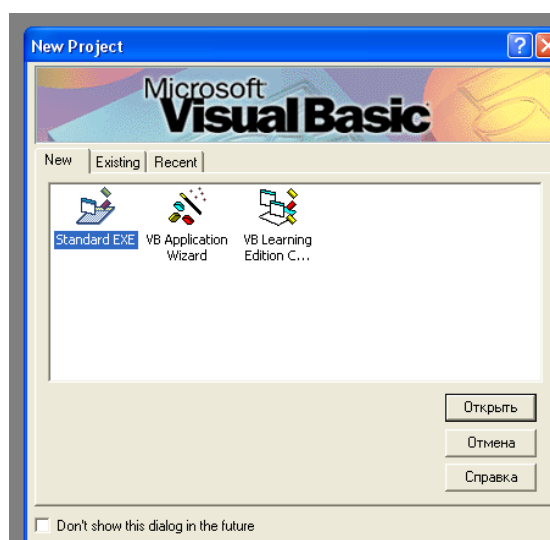 New Project
Microsoft
Visual Basic
New Existing Recent
Standard EXE VB Application Wizard VB Learning Edition C...
Открыть
Отмена
Справка
Don't show this dialog in the future